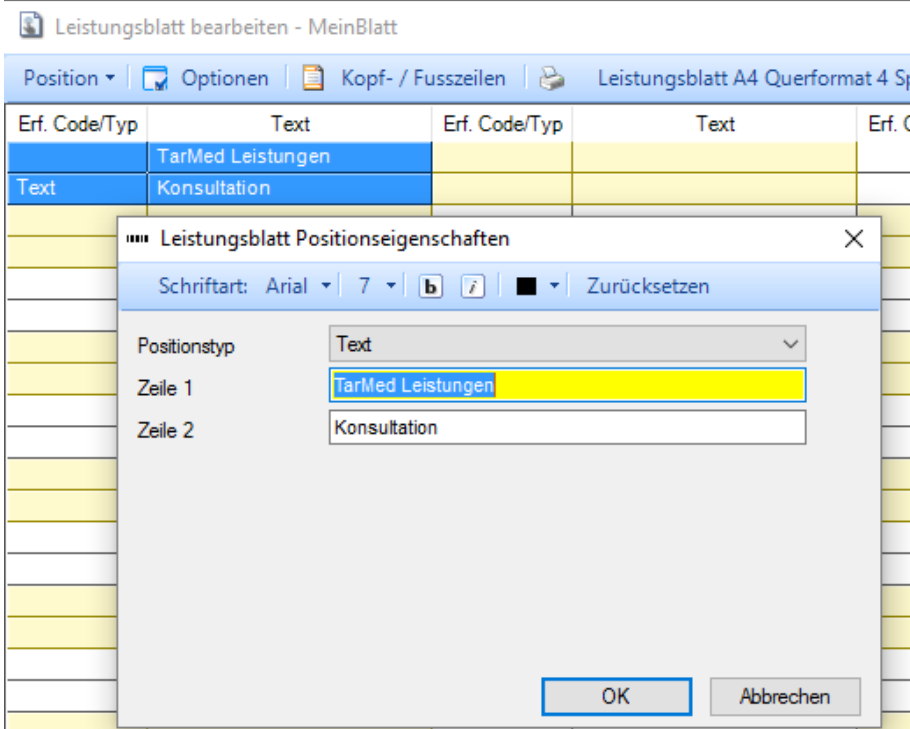 Leistungsblatt bearbeiten - MeinBlatt
Position Optionen Kopf- / Fusszeilen Leistungsblatt A4 Querformat 4 Sp
Erf. Code/Typ Text Erf. Code/Typ Text Erf. C
TarMed Leistungen
Text Konsultation
Leistungsblatt Positionseigenschaften
Schriftart: Arial 7 b i Zurücksetzen
Positionstyp Text
Zeile 1 TarMed Leistungen
Zeile 2 Konsultation
OK Abbrechen